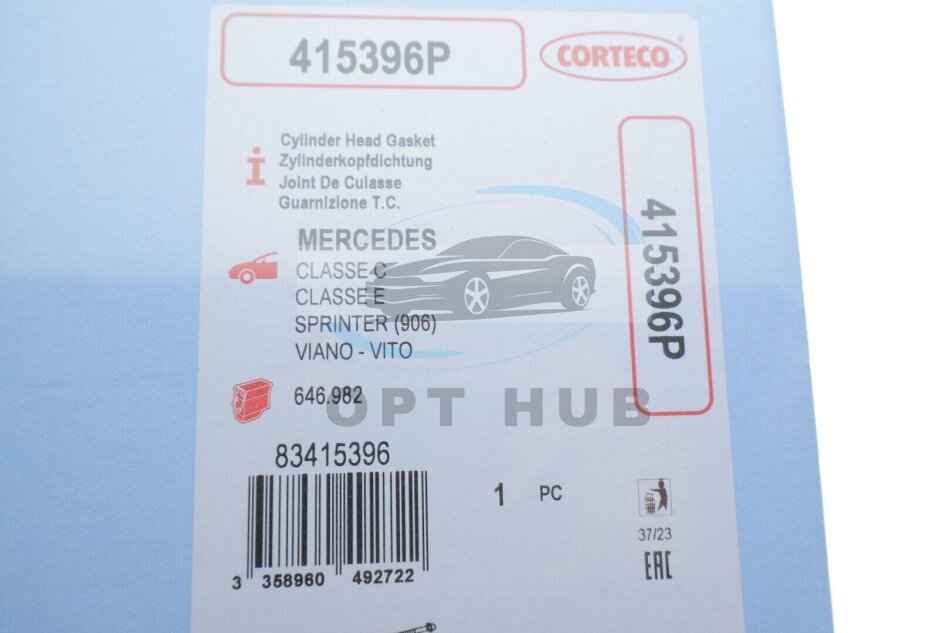 415396P
CORTECO
®
Cylinder Head Gasket
Zylinderkopfdichtung
Joint De Culasse
Guarnizione T.C.
415396P
MERCEDES
CLASSE C
CLASSE E
SPRINTER (906)
VIANO - VITO
646.982
OPT HUB
83415396
1 PC
37/23
EAC
3 358960 492722